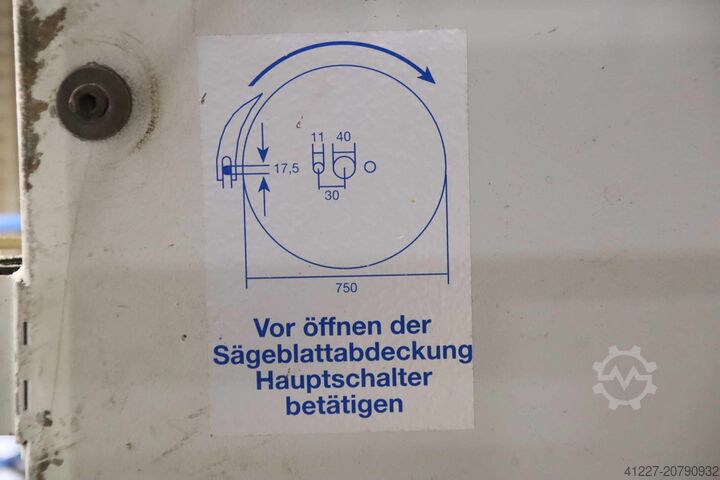 11 40
17,5
30
750
Vor öffnen der
Sägeblattabdeckung
Hauptschalter
betätigen
41227-20790932